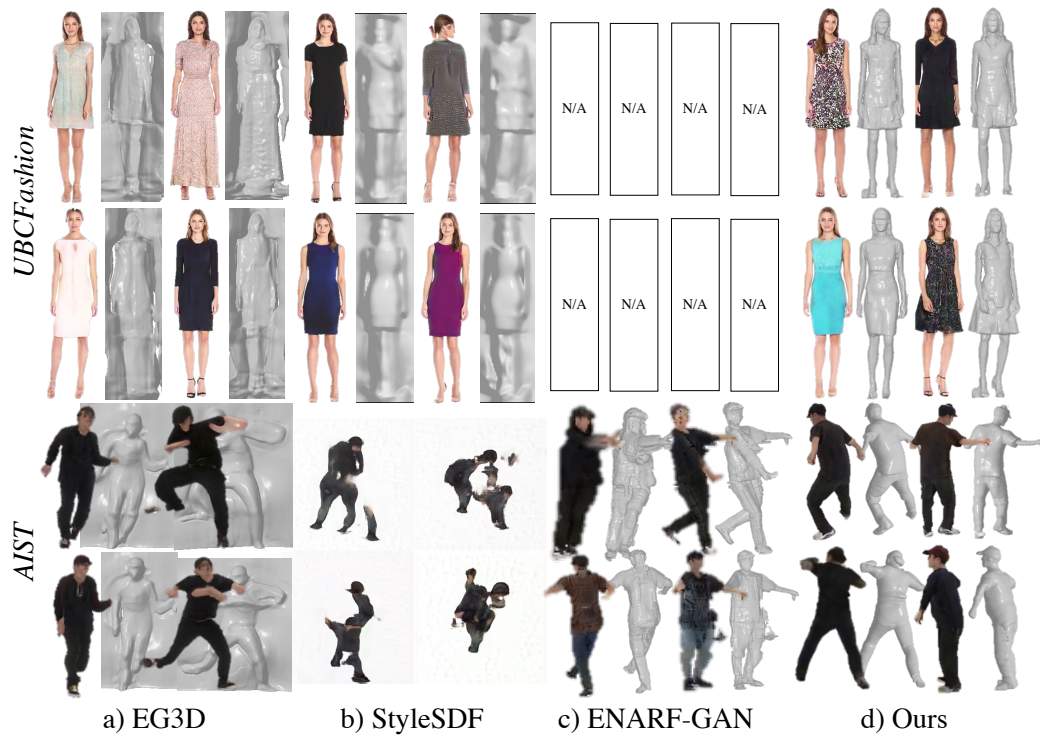 UBCFashion
N/A N/A N/A N/A
N/A N/A N/A N/A
AIST
a) EG3D b) StyleSDF c) ENARF-GAN d) Ours